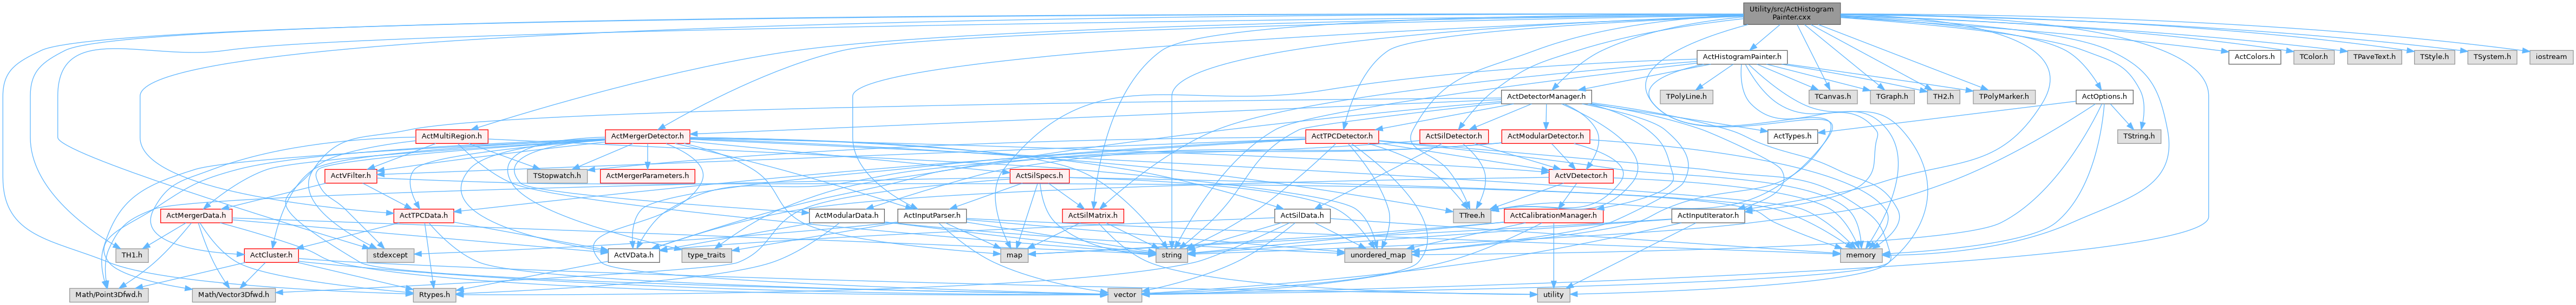 Utility/src/ActHistogram
Painter.cxx
ActHistogramPainter.h
ActColors.h
TColor.h
TPaveText.h
TStyle.h
TSystem.h
iostream
TPolyLine.h
ActDetectorManager.h
TCanvas.h
TGraph.h
TH2.h
TPolyMarker.h
ActOptions.h
ActMultiRegion.h
ActMergerDetector.h
ActTPCDetector.h
ActSilDetector.h
ActModularDetector.h
ActTypes.h
TString.h
ActVFilter.h
TStopwatch.h
ActMergerParameters.h
ActSilSpecs.h
ActVDetector.h
ActMergerData.h
ActTPCData.h
ActModularData.h
ActInputParser.h
ActSilMatrix.h
ActSilData.h
TTree.h
ActCalibrationManager.h
ActInputIterator.h
TH1.h
ActCluster.h
stdexcept
ActVData.h
type_traits
map
string
unordered_map
memory
Math/Point3Dfwd.h
Math/Vector3Dfwd.h
Rtypes.h
vector
utility